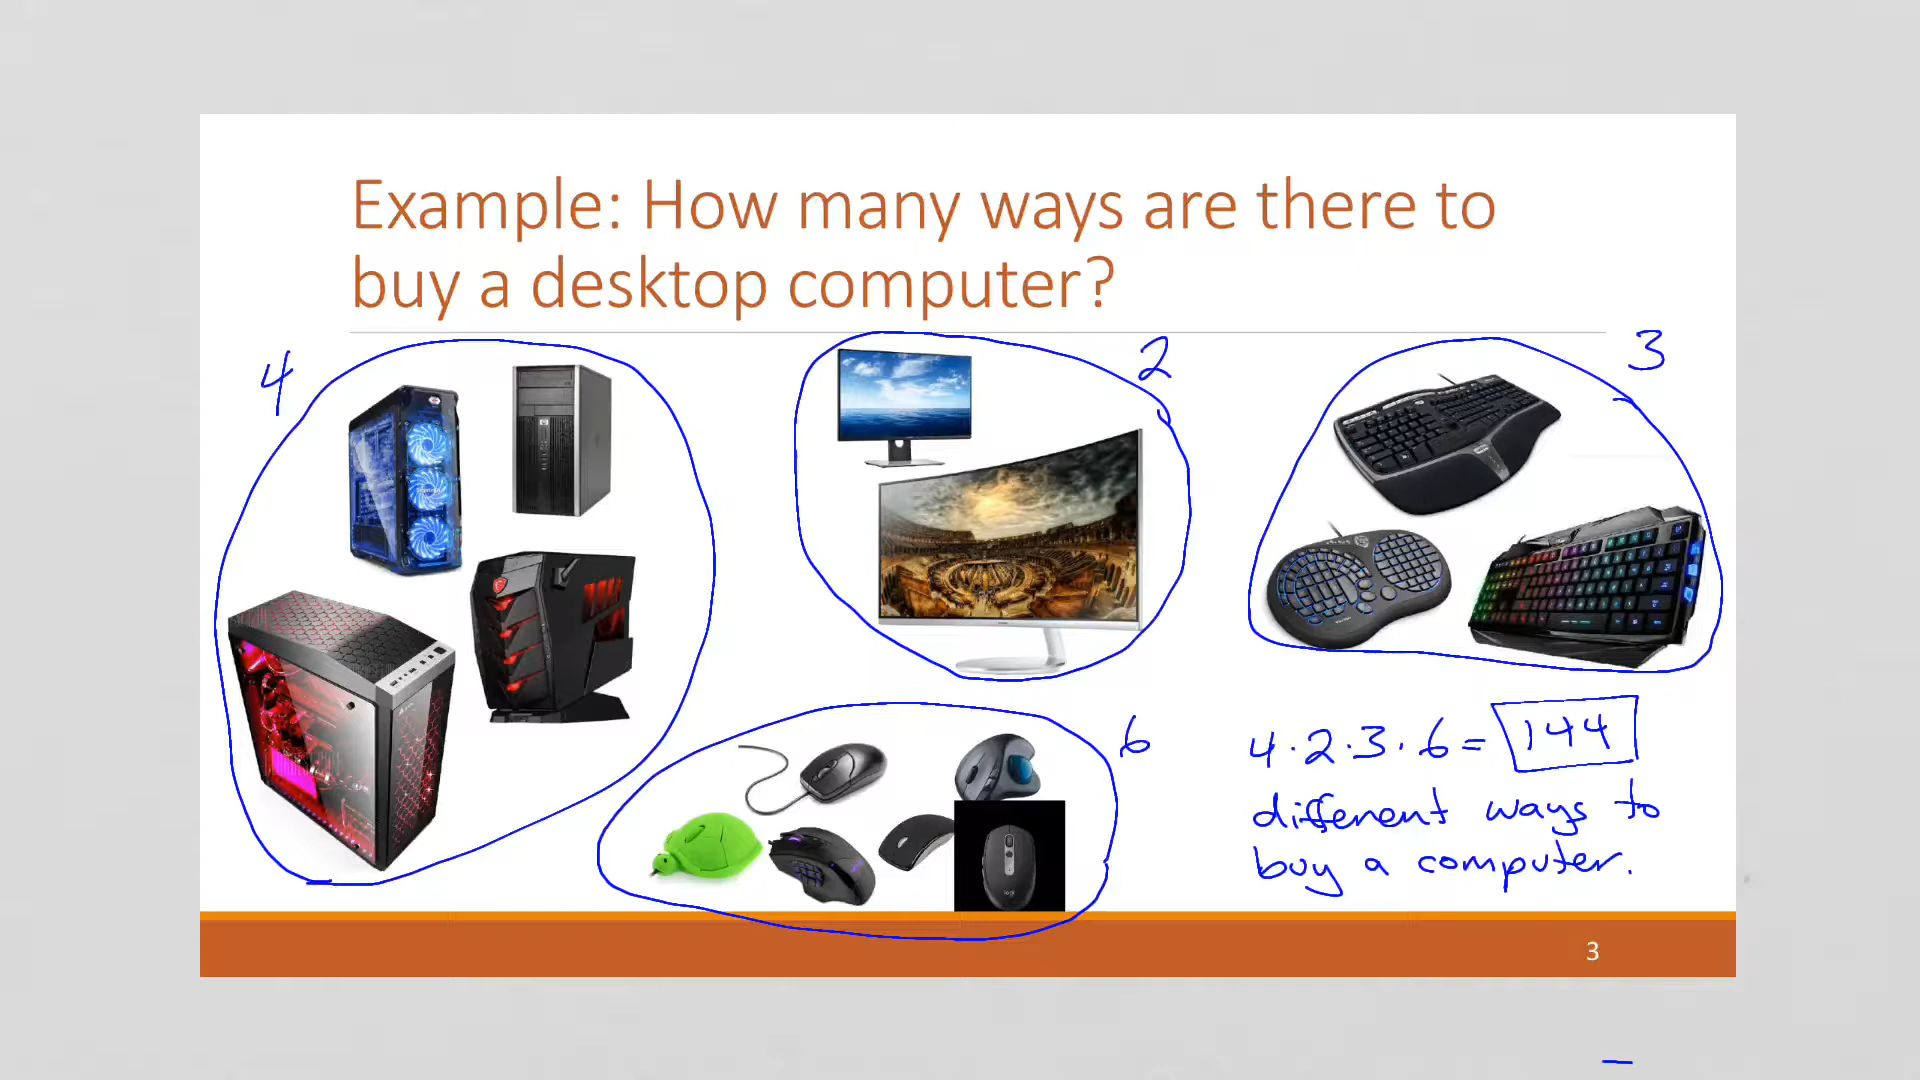 Example: How many ways are there to
buy a desktop computer?
4
2
3
6
4·2·3·6= 144
different ways to
buy a computer.
3